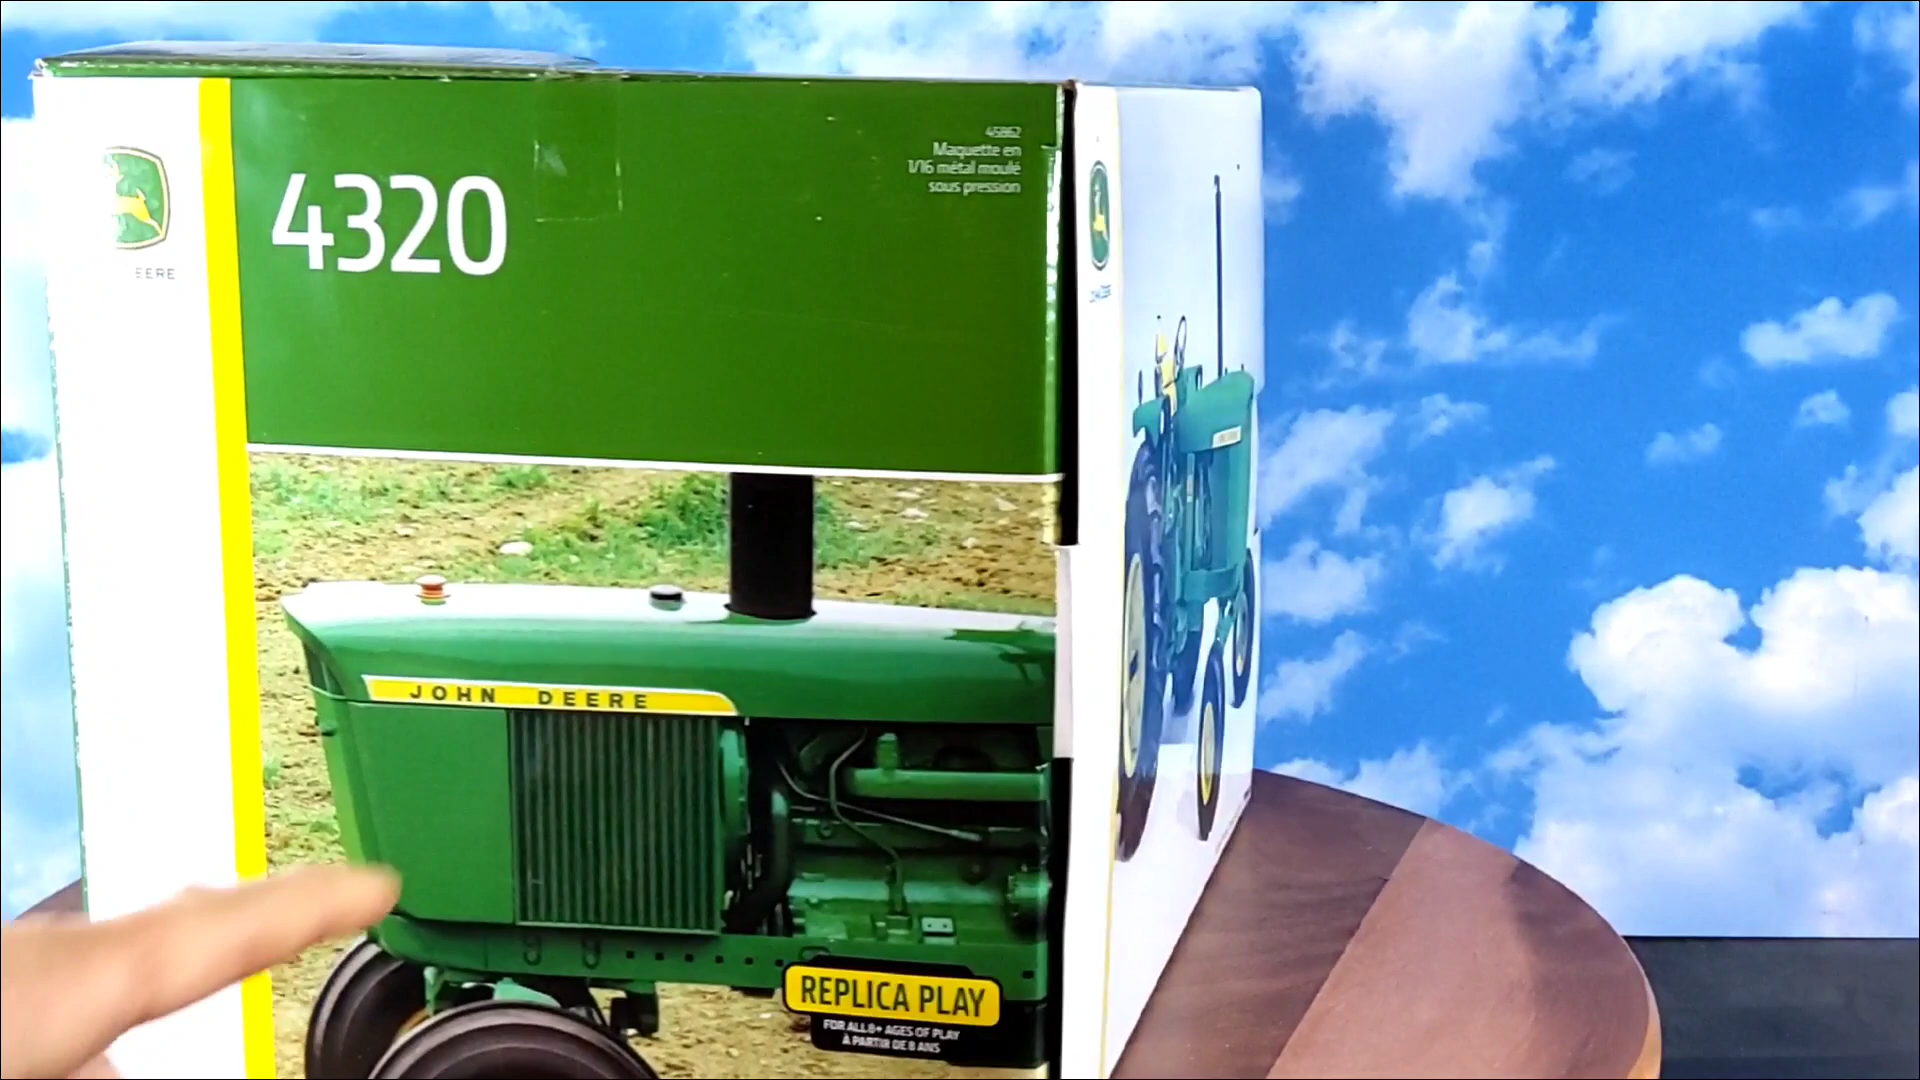 EERE
4320
45862
Maquette en
1/16 métal moulé
sous pression
JOHN DEERE
REPLICA PLAY
FOR ALL 8+ AGES OF PLAY
À PARTIR DE 8 ANS